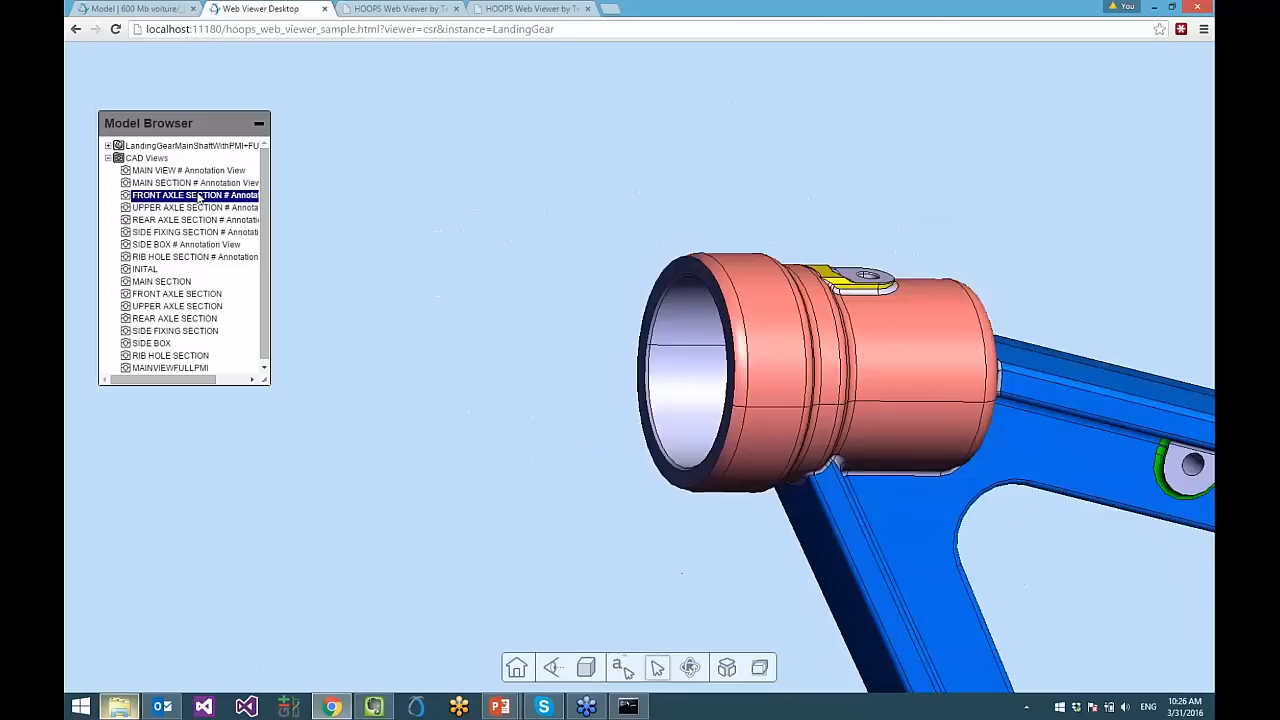 Model | 600 Mb voiture/
Web Viewer Desktop
HOOPS Web Viewer by Te
HOOPS Web Viewer by Te
You
localhost:11180/hoops_web_viewer_sample.html?viewer=csr&instance=LandingGear
Model Browser
LandingGearMainShaftWithPMI+FU
CAD Views
MAIN VIEW # Annotation View
MAIN SECTION # Annotation View
FRONT AXLE SECTION # Annotat
UPPER AXLE SECTION # Annota
REAR AXLE SECTION # Annotatio
SIDE FIXING SECTION # Annotati
SIDE BOX # Annotation View
RIB HOLE SECTION # Annotation
INITAL
MAIN SECTION
FRONT AXLE SECTION
UPPER AXLE SECTION
REAR AXLE SECTION
SIDE FIXING SECTION
SIDE BOX
RIB HOLE SECTION
MAINVIEWFULLPMI
a
ENG
10:26 AM
3/31/2016